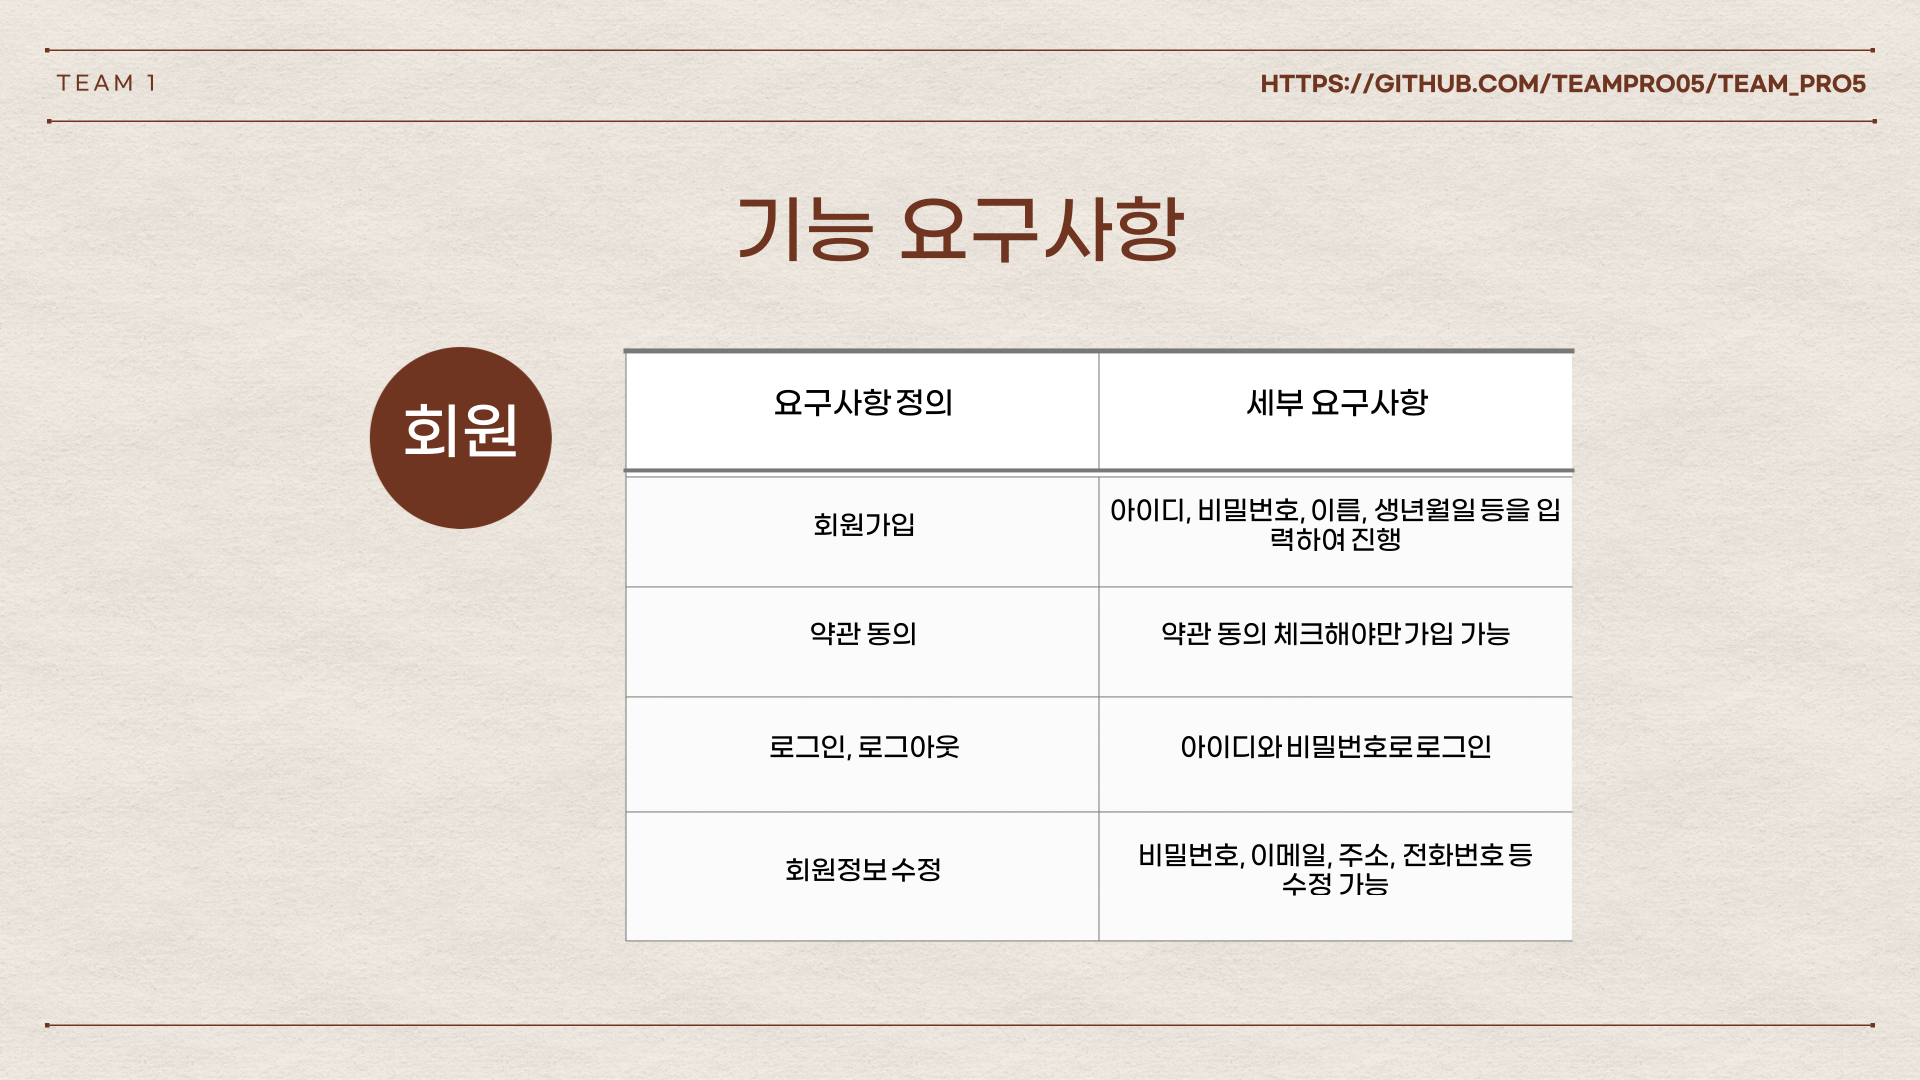 TEAM 1
HTTPS://GITHUB.COM/TEAMPRO05/TEAM_PRO5
기능 요구사항
회원
요구사항 정의
세부 요구사항
회원가입
아이디, 비밀번호, 이름, 생년월일 등을 입
력하여 진행
약관 동의
약관 동의 체크해야만 가입 가능
로그인, 로그아웃
아이디와 비밀번호로 로그인
회원정보 수정
비밀번호, 이메일, 주소, 전화번호 등
수정 가능